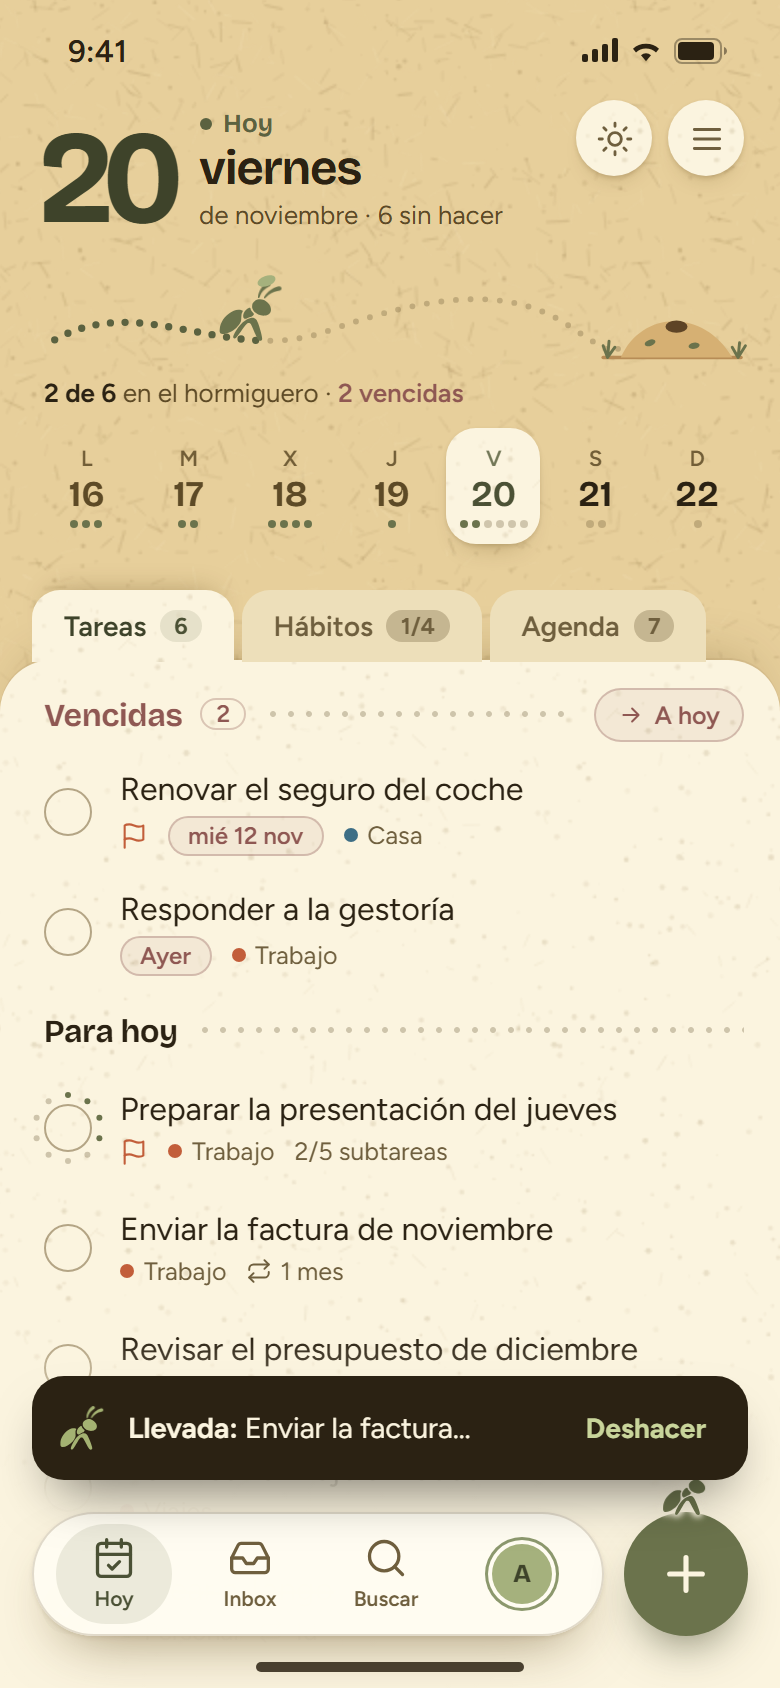 9:41
20
Hoy
viernes
de noviembre · 6 sin hacer
2 de 6 en el hormiguero · 2 vencidas
L M X J V S D
16 17 18 19 20 21 22
Tareas 6 Hábitos 1/4 Agenda 7
Vencidas 2 → A hoy
Renovar el seguro del coche
mié 12 nov Casa
Responder a la gestoría
Ayer Trabajo
Para hoy
Preparar la presentación del jueves
Trabajo 2/5 subtareas
Enviar la factura de noviembre
Trabajo 1 mes
Revisar el presupuesto de diciembre
Llevada: Enviar la factura... Deshacer
A
Hoy Inbox Buscar